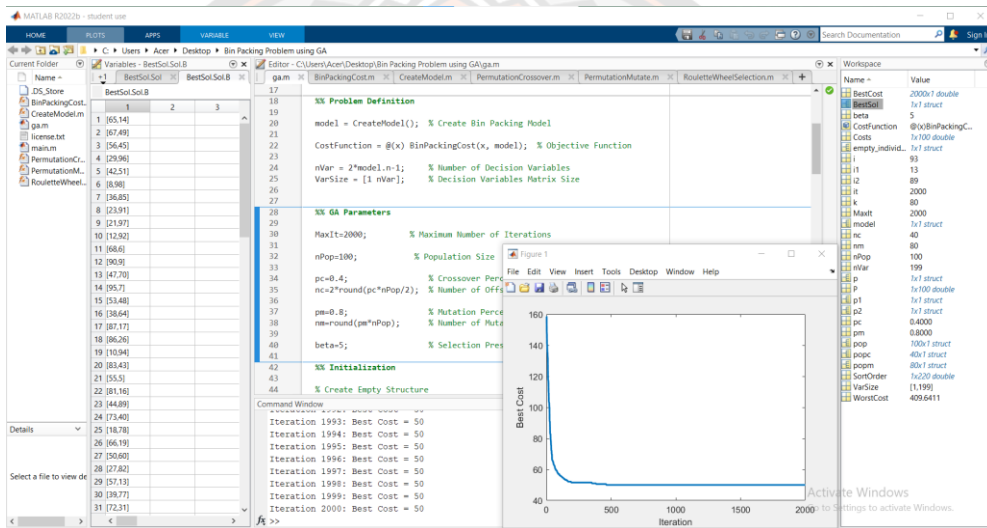 MATLAB R2022b - student use
HOME PLOTS APPS VARIABLE Search Documentation Sign In
C: Users Acer Desktop Bin Packing Problem using GA
Current Folder
Name
.DS_Store
BinPackingCost..
CreateModel.m
ga.m
license.txt
main.m
PermutationCr..
PermutationM..
RouletteWheel..
Details
Select a file to view de
Variables - BestSol.Sol.B
+1 BestSol.Sol BestSol.Sol.B
BestSol.Sol.B
1 2 3
1 [65,14]
2 [67,49]
3 [56,45]
4 [29,96]
5 [42,51]
6 [8,98]
7 [36,85]
8 [23,91]
9 [21,97]
10 [12,92]
11 [68,6]
12 [90,9]
13 [47,70]
14 [95,7]
15 [53,48]
16 [38,64]
17 [87,17]
18 [86,26]
19 [10,94]
20 [83,43]
21 [55,5]
22 [81,16]
23 [44,89]
24 [73,40]
25 [18,78]
26 [66,19]
27 [50,60]
28 [27,82]
29 [57,13]
30 [39,77]
31 [72,31]
Editor - C:\Users\Acer\Desktop\Bin Packing Problem using GA\ga.m
ga.m BinPackingCost.m CreateModel.m PermutationCrossover.m PermutationMutate.m RouletteWheelSelection.m +
17
18 %% Problem Definition
19
20 model = CreateModel(); % Create Bin Packing Model
21
22 CostFunction = @(x) BinPackingCost(x, model); % Objective Function
23
24 nVar = 2*model.n-1; % Number of Decision Variables
25 VarSize = [1 nVar]; % Decision Variables Matrix Size
26
27
28 %% GA Parameters
29
30 MaxIt=2000; % Maximum Number of Iterations
31
32 nPop=100; % Population Size
33
34 pc=0.4; % Crossover Perc
35 nc=2*round(pc*nPop/2); % Number of Offs
36
37 pm=0.8; % Mutation Perce
38 nm=round(pm*nPop); % Number of Muta
39
40 beta=5; % Selection Pres
41
42 %% Initialization
43
44 % Create Empty Structure
Command Window
Iteration 1992: Best Cost = 50
Iteration 1993: Best Cost = 50
Iteration 1994: Best Cost = 50
Iteration 1995: Best Cost = 50
Iteration 1996: Best Cost = 50
Iteration 1997: Best Cost = 50
Iteration 1998: Best Cost = 50
Iteration 1999: Best Cost = 50
Iteration 2000: Best Cost = 50
fx >>
Figure 1
File Edit View Insert Tools Desktop Window Help
160
140
120
100
80
60
40
Best Cost
0 500 1000 1500 2000
Iteration
Workspace
Name Value
BestCost 2000x1 double
BestSol 1x1 struct
beta 5
CostFunction @(x)BinPackingC...
Costs 1x100 double
empty_individ... 1x1 struct
i 93
i1 13
i2 89
it 2000
k 80
MaxIt 2000
model 1x1 struct
nc 40
nm 80
nPop 100
nVar 199
p 1x1 struct
P 1x100 double
p1 1x1 struct
p2 1x1 struct
pc 0.4000
pm 0.8000
pop 100x1 struct
popc 40x1 struct
popm 80x1 struct
SortOrder 1x220 double
VarSize [1,199]
WorstCost 409.6411
Activate Windows
to Settings to activate Windows.